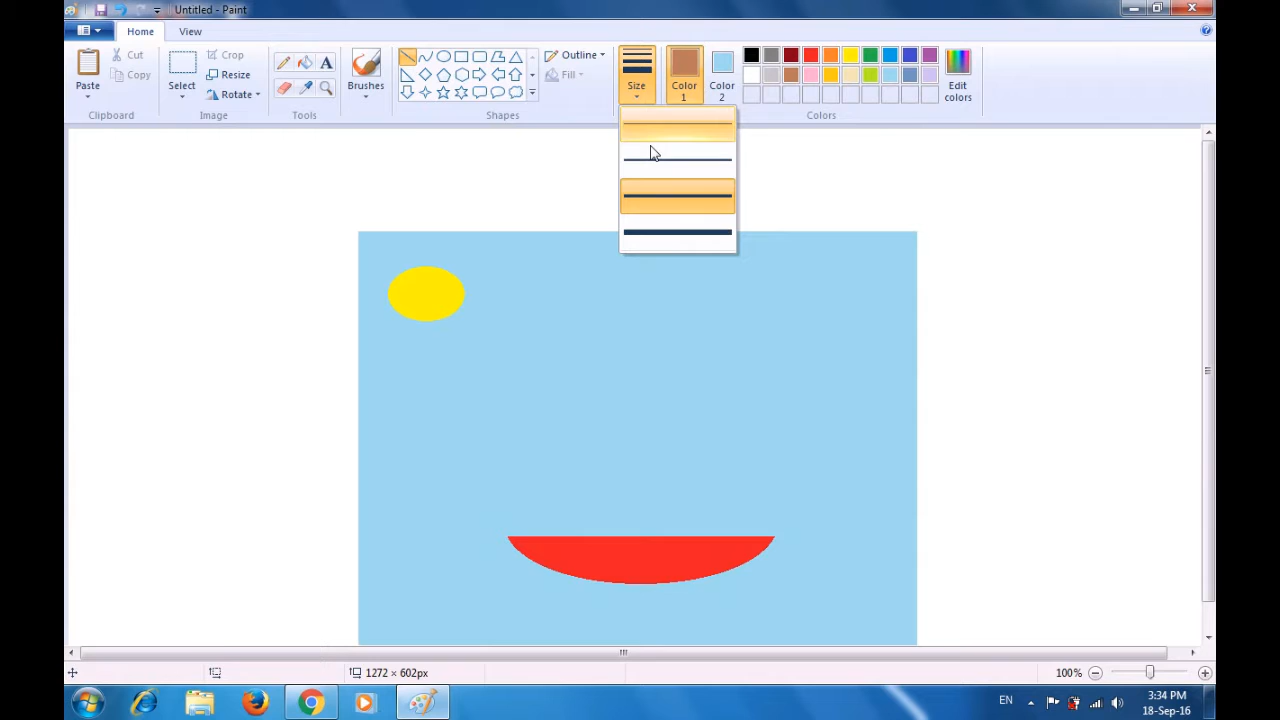 Untitled - Paint
Home View
Paste
Cut
Copy
Clipboard
Select
Crop
Resize
Rotate
Image
A
Tools
Brushes
Shapes
Outline
Fill
Size
Color
1
Color
2
Edit
colors
Colors
1272 × 602px
100%
EN
3:34 PM
18-Sep-16